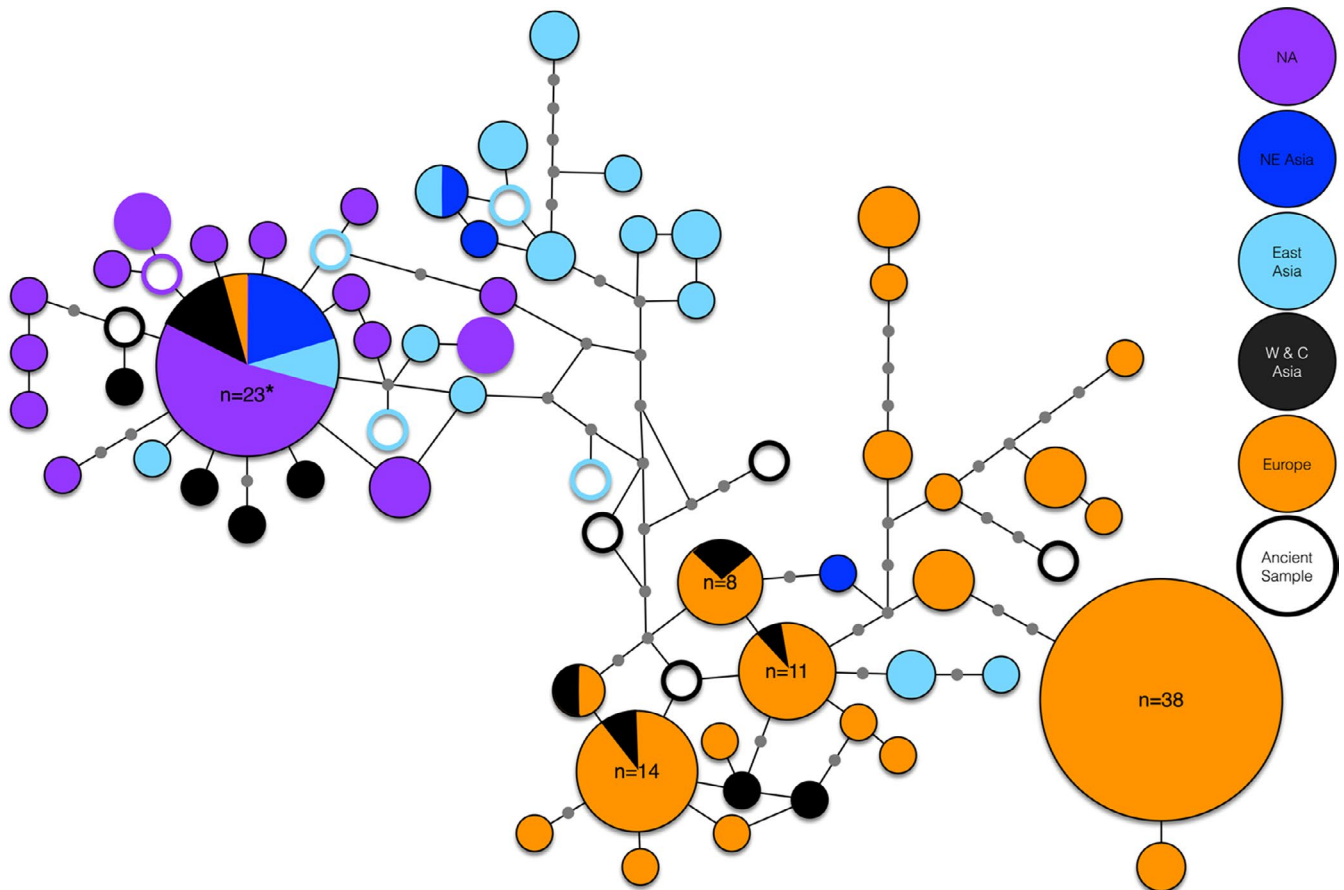 NA
NE Asia
East
Asia
W & C
Asia
Europe
Ancient
Sample
n=23*
n=8
n=11
n=14
n=38